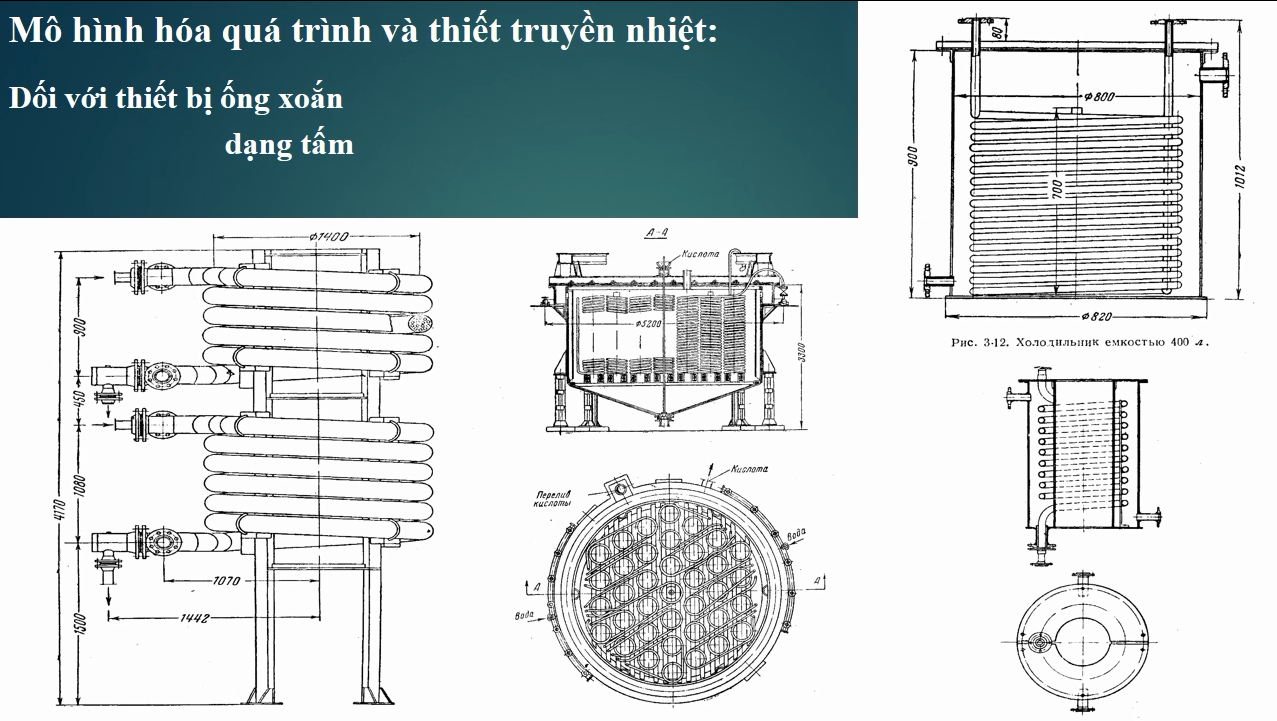 Mô hình hóa quá trình và thiết truyền nhiệt:
Dối với thiết bị ống xoắn
dạng tấm
80
ф800
900
700
1012
ф820
Рис. 3-12. Холодильник емкостью 400 л.
ф1400
900
450
1080
4170
1500
1070
1442
А-А
Кислота
ф5200
3300
Кислота
Перелив
кислоты
Вода
А
А
Вода